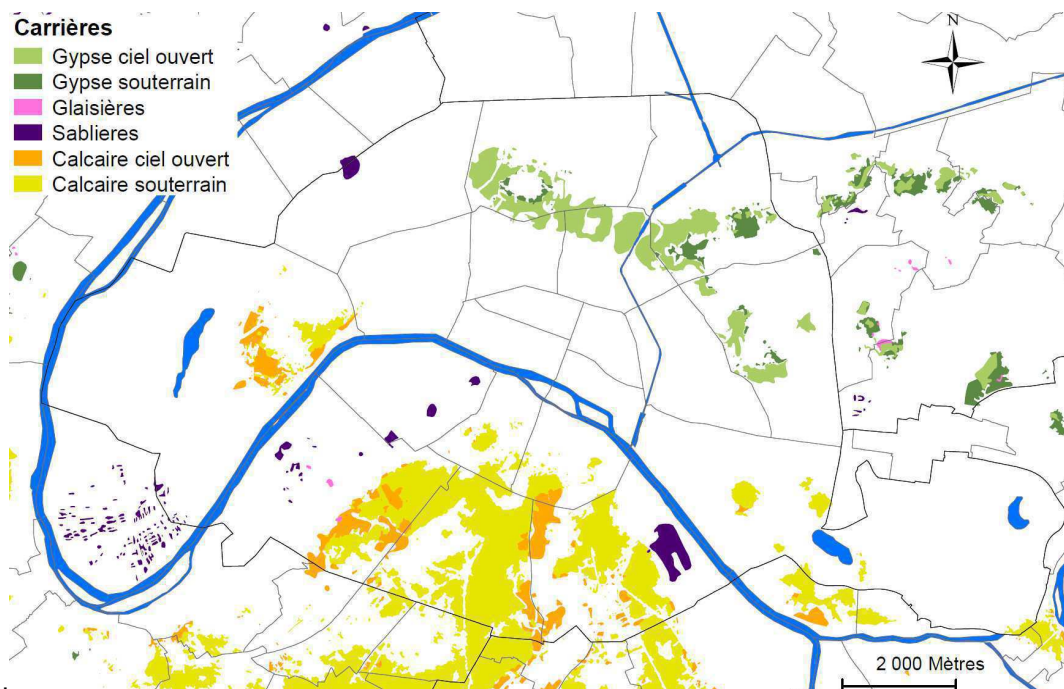 Carrières
Gypse ciel ouvert
Gypse souterrain
Glaisières
Sablieres
Calcaire ciel ouvert
Calcaire souterrain
N
2 000 Mètres